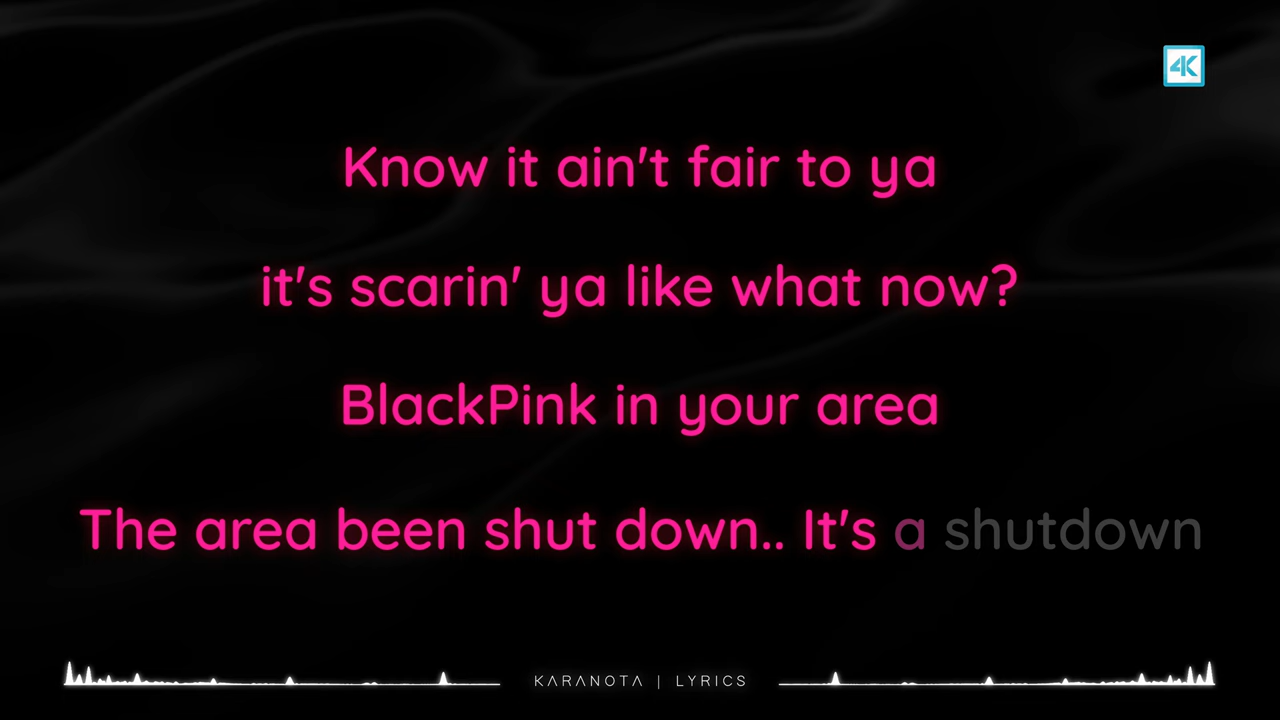 4K
Know it ain't fair to ya
it's scarin' ya like what now?
BlackPink in your area
The area been shut down.. It's a shutdown
KARANOTA | LYRICS